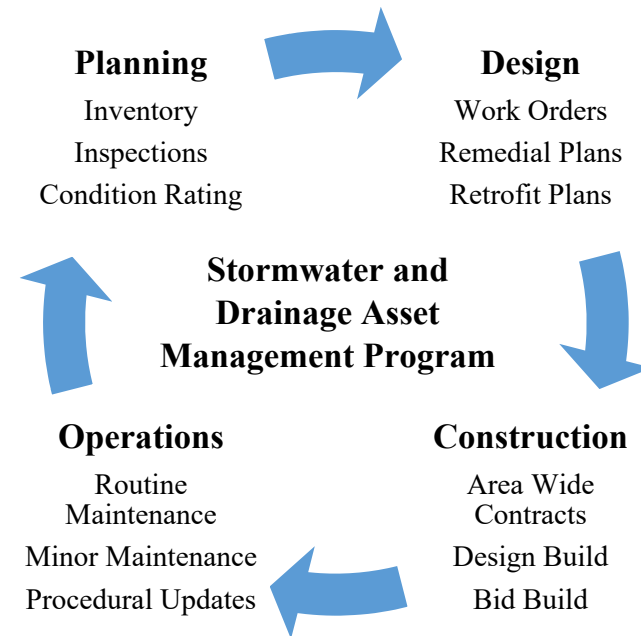 Planning
Inventory
Inspections
Condition Rating
Design
Work Orders
Remedial Plans
Retrofit Plans
Stormwater and
Drainage Asset
Management Program
Operations
Routine
Maintenance
Minor Maintenance
Procedural Updates
Construction
Area Wide
Contracts
Design Build
Bid Build